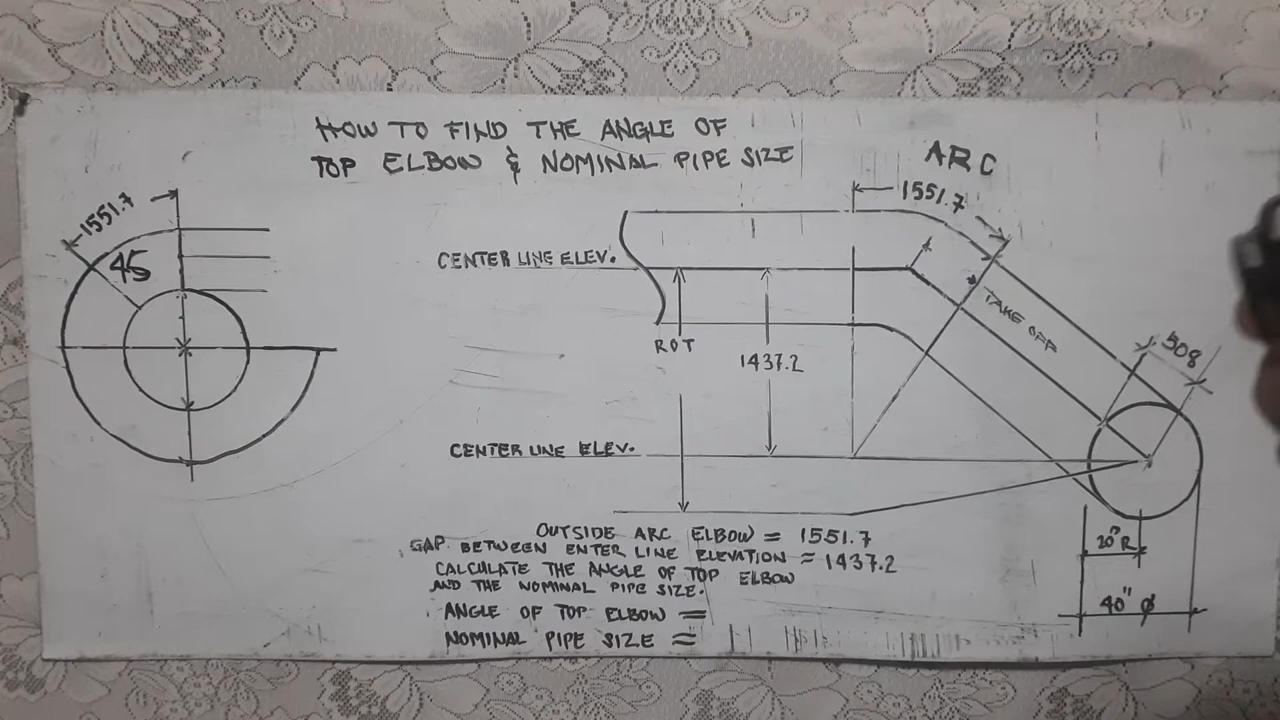 HOW TO FIND THE ANGLE OF
TOP ELBOW & NOMINAL PIPE SIZE
ARC
1551.7
1551.7
45
CENTER LINE ELEV.
TAKE OFF
ROT
1437.2
508
CENTER LINE ELEV.
OUTSIDE ARC ELBOW = 1551.7
GAP BETWEEN ENTER LINE ELEVATION = 1437.2
CALCULATE THE ANGLE OF TOP ELBOW
AND THE NOMINAL PIPE SIZE.
20" R
40" Ø
ANGLE OF TOP ELBOW =
NOMINAL PIPE SIZE =